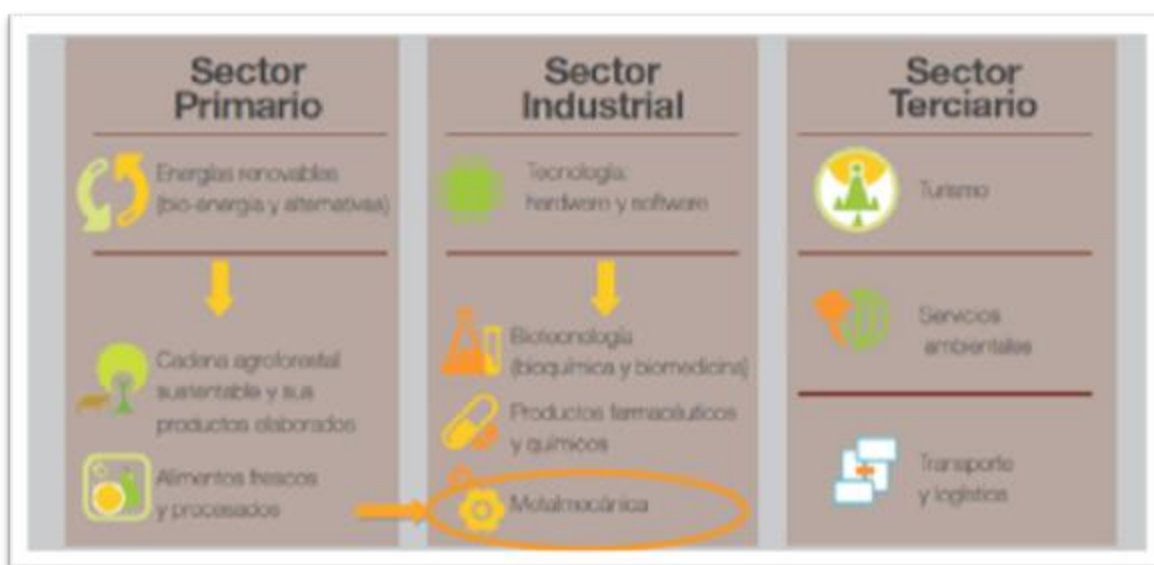 Sector
Primario
Energías renovables
(bio-energía y alternativas)
Cadena agroforestal
sustentable y sus
productos elaborados
Alimentos frescos
y procesados
Sector
Industrial
Tecnología:
hardware y software
Biotecnología
(bioquímica y biomedicina)
Productos farmacéuticos
y químicos
Metalmecánica
Sector
Terciario
Turismo
Servicios
ambientales
Transporte
y logística